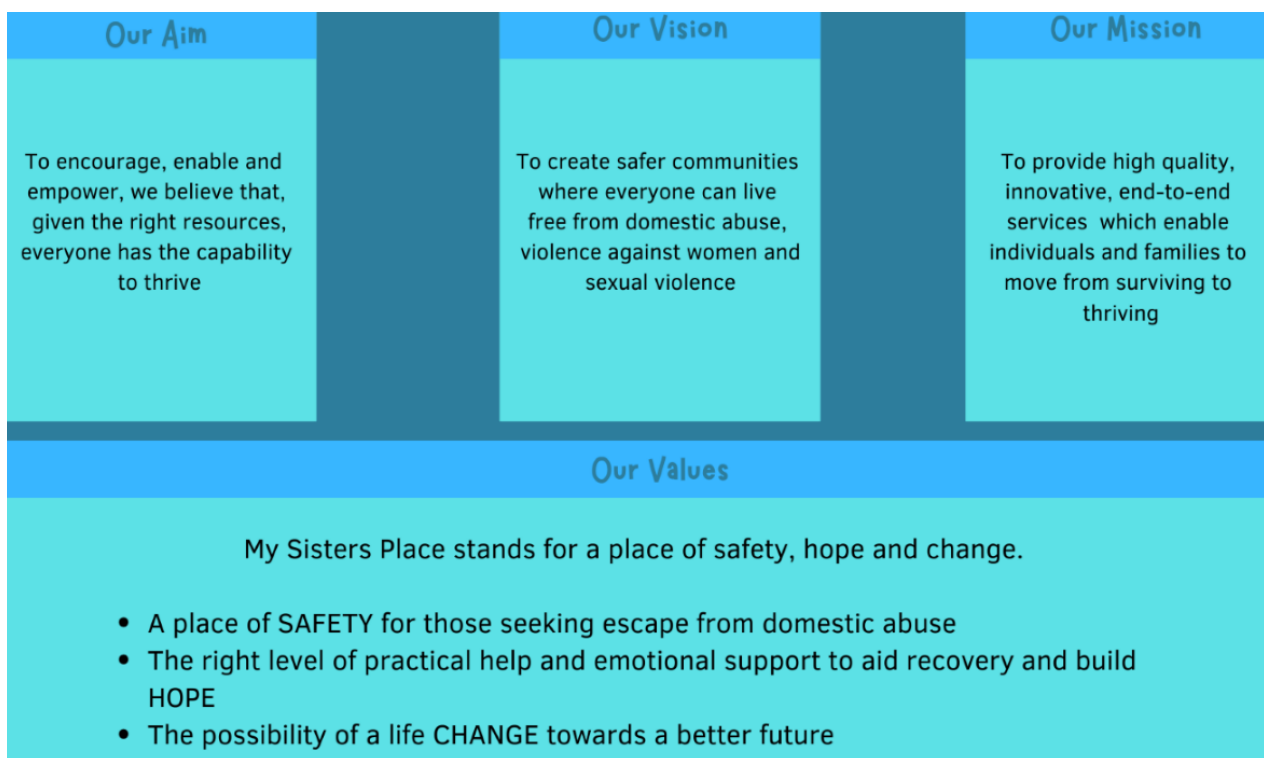 Our Aim
To encourage, enable and
empower, we believe that,
given the right resources,
everyone has the capability
to thrive
Our Vision
To create safer communities
where everyone can live
free from domestic abuse,
violence against women and
sexual violence
Our Mission
To provide high quality,
innovative, end-to-end
services which enable
individuals and families to
move from surviving to
thriving
Our Values
My Sisters Place stands for a place of safety, hope and change.
• A place of SAFETY for those seeking escape from domestic abuse
• The right level of practical help and emotional support to aid recovery and build
HOPE
• The possibility of a life CHANGE towards a better future